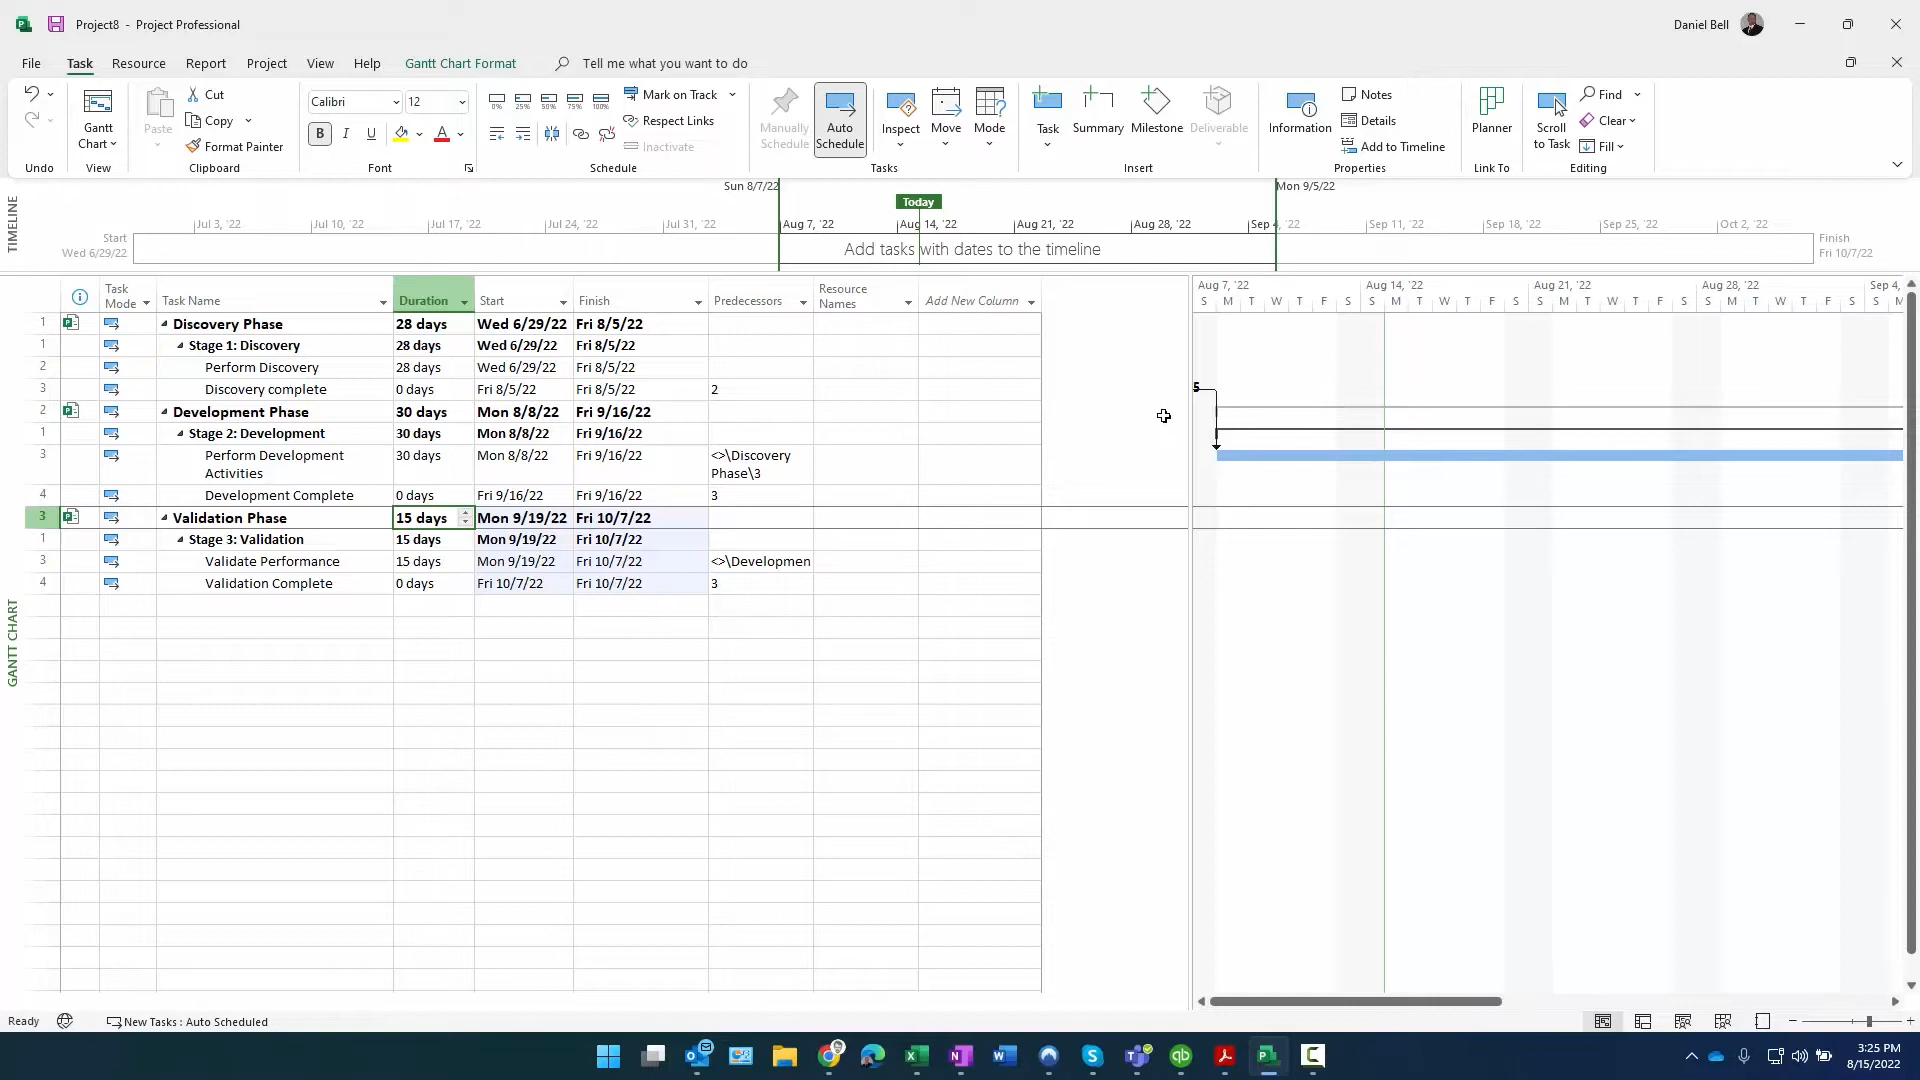 Project8 - Project Professional
Daniel Bell
File Task Resource Report Project View Help Gantt Chart Format Tell me what you want to do
Undo
Gantt
Chart
View
Paste
Cut
Copy
Format Painter
Clipboard
Calibri 12
B I U A
Font
0% 25% 50% 75% 100%
Mark on Track
Respect Links
Inactivate
Schedule
Manually
Schedule
Auto
Schedule
Inspect
Move
Mode
Tasks
Task
Summary
Milestone
Deliverable
Insert
Information
Notes
Details
Add to Timeline
Properties
Planner
Link To
Scroll
to Task
Find
Clear
Fill
Editing
TIMELINE
Sun 8/7/22
Mon 9/5/22
Today
Jul 3, '22 Jul 10, '22 Jul 17, '22 Jul 24, '22 Jul 31, '22 Aug 7, '22 Aug 14, '22 Aug 21, '22 Aug 28, '22 Sep 4, '22 Sep 11, '22 Sep 18, '22 Sep 25, '22 Oct 2, '22
Start
Wed 6/29/22
Add tasks with dates to the timeline
Finish
Fri 10/7/22
GANTT CHART
Task
Mode
Task Name
Duration
Start
Finish
Predecessors
Resource
Names
Add New Column
Aug 7, '22 Aug 14, '22 Aug 21, '22 Aug 28, '22 Sep 4,
S M T W T F S S M T W T F S S M T W T F S S M T W T F S S M
1 Discovery Phase 28 days Wed 6/29/22 Fri 8/5/22
1 Stage 1: Discovery 28 days Wed 6/29/22 Fri 8/5/22
2 Perform Discovery 28 days Wed 6/29/22 Fri 8/5/22
3 Discovery complete 0 days Fri 8/5/22 Fri 8/5/22 2
5
2 Development Phase 30 days Mon 8/8/22 Fri 9/16/22
1 Stage 2: Development 30 days Mon 8/8/22 Fri 9/16/22
3 Perform Development 30 days Mon 8/8/22 Fri 9/16/22 <>\Discovery
Activities Phase\3
4 Development Complete 0 days Fri 9/16/22 Fri 9/16/22 3
3 Validation Phase 15 days Mon 9/19/22 Fri 10/7/22
1 Stage 3: Validation 15 days Mon 9/19/22 Fri 10/7/22
3 Validate Performance 15 days Mon 9/19/22 Fri 10/7/22 <>\Developmen
4 Validation Complete 0 days Fri 10/7/22 Fri 10/7/22 3
Ready New Tasks : Auto Scheduled
3:25 PM
8/15/2022